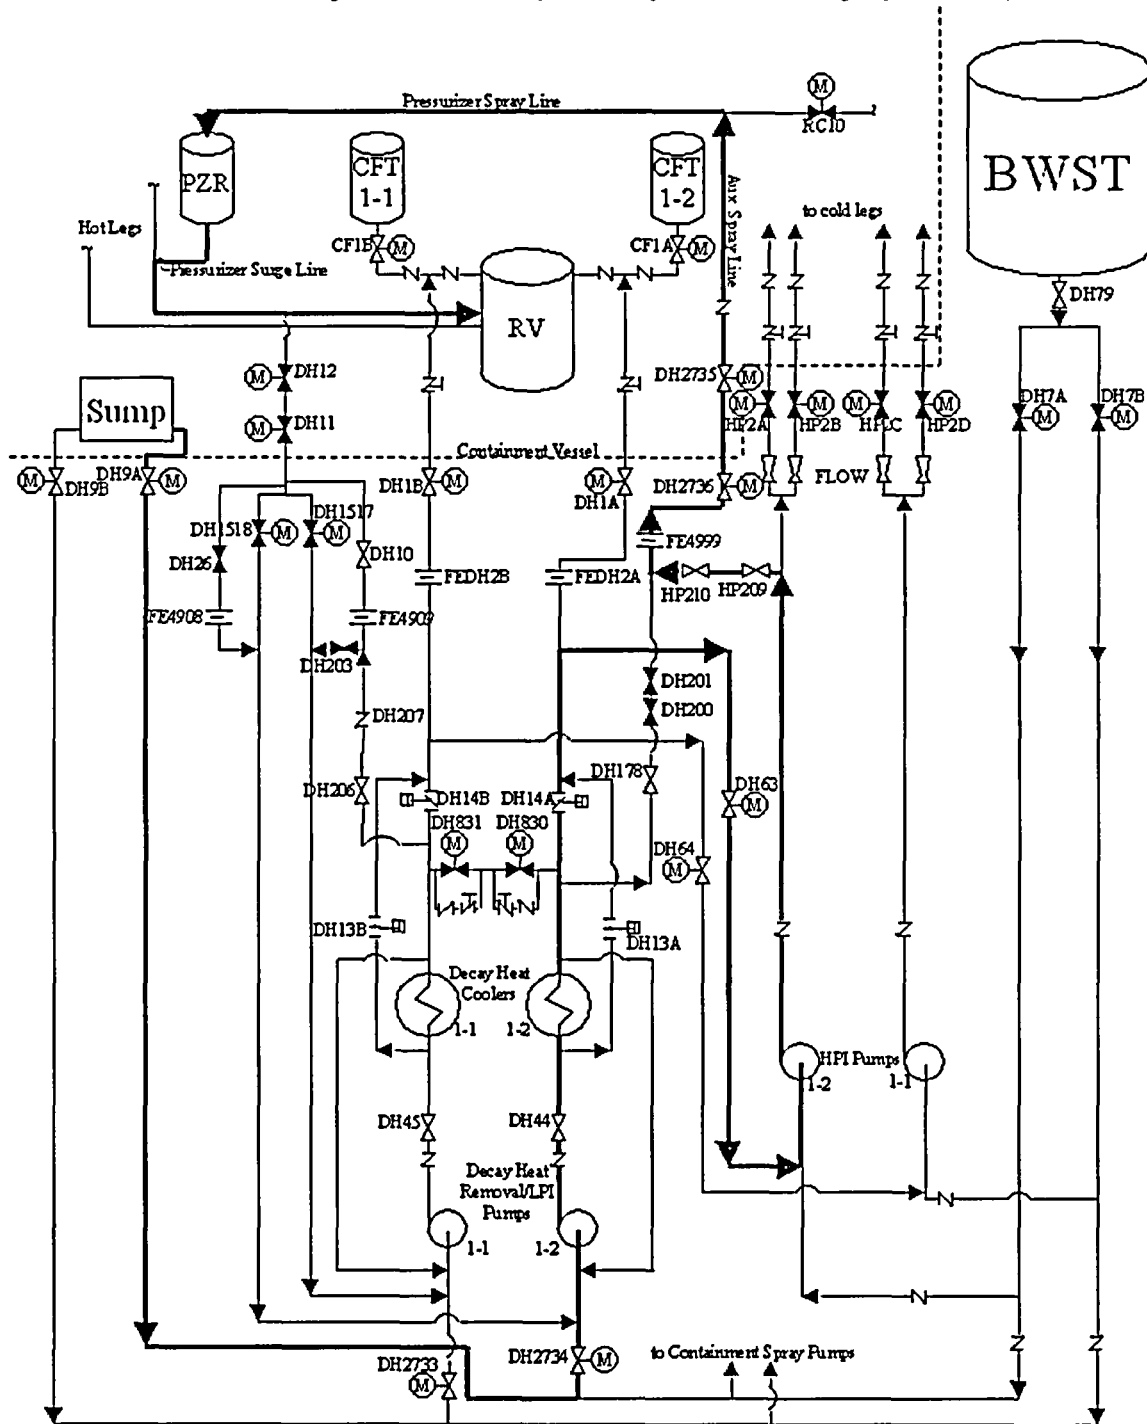 Pressurizer Spray Line
M
RC10
PZR
CFT
1-1
CFT
1-2
BWST
Aux Spray Line
to cold legs
Hot Legs
CF1B
M
CF1A
M
Pressurizer Surge Line
RV
DH79
M
DH12
DH2735
M
DH7A
M
DH7B
M
Sump
M
DH11
M
HP2A
M
HP2B
M
HP2D
M
Containment Vessel
M
DH9B
DH9A
M
DH1B
M
DH1A
M
DH2736
M
FLOW
DH1518
M
DH1517
M
DH26
DH10
FE4999
FEDH2B
FEDH2A
HP210
HP209
FE4908
FE4909
DH203
DH201
DH200
DH207
DH178
DH206
DH14B
DH14A
DH63
M
DH831
M
DH830
M
DH64
M
DH13B
DH13A
Decay Heat
Coolers
1-1
1-2
HPI Pumps
1-2
1-1
DH45
DH44
Decay Heat
Removal/LPI
Pumps
1-1
1-2
to Containment Spray Pumps
DH2733
M
DH2734
M